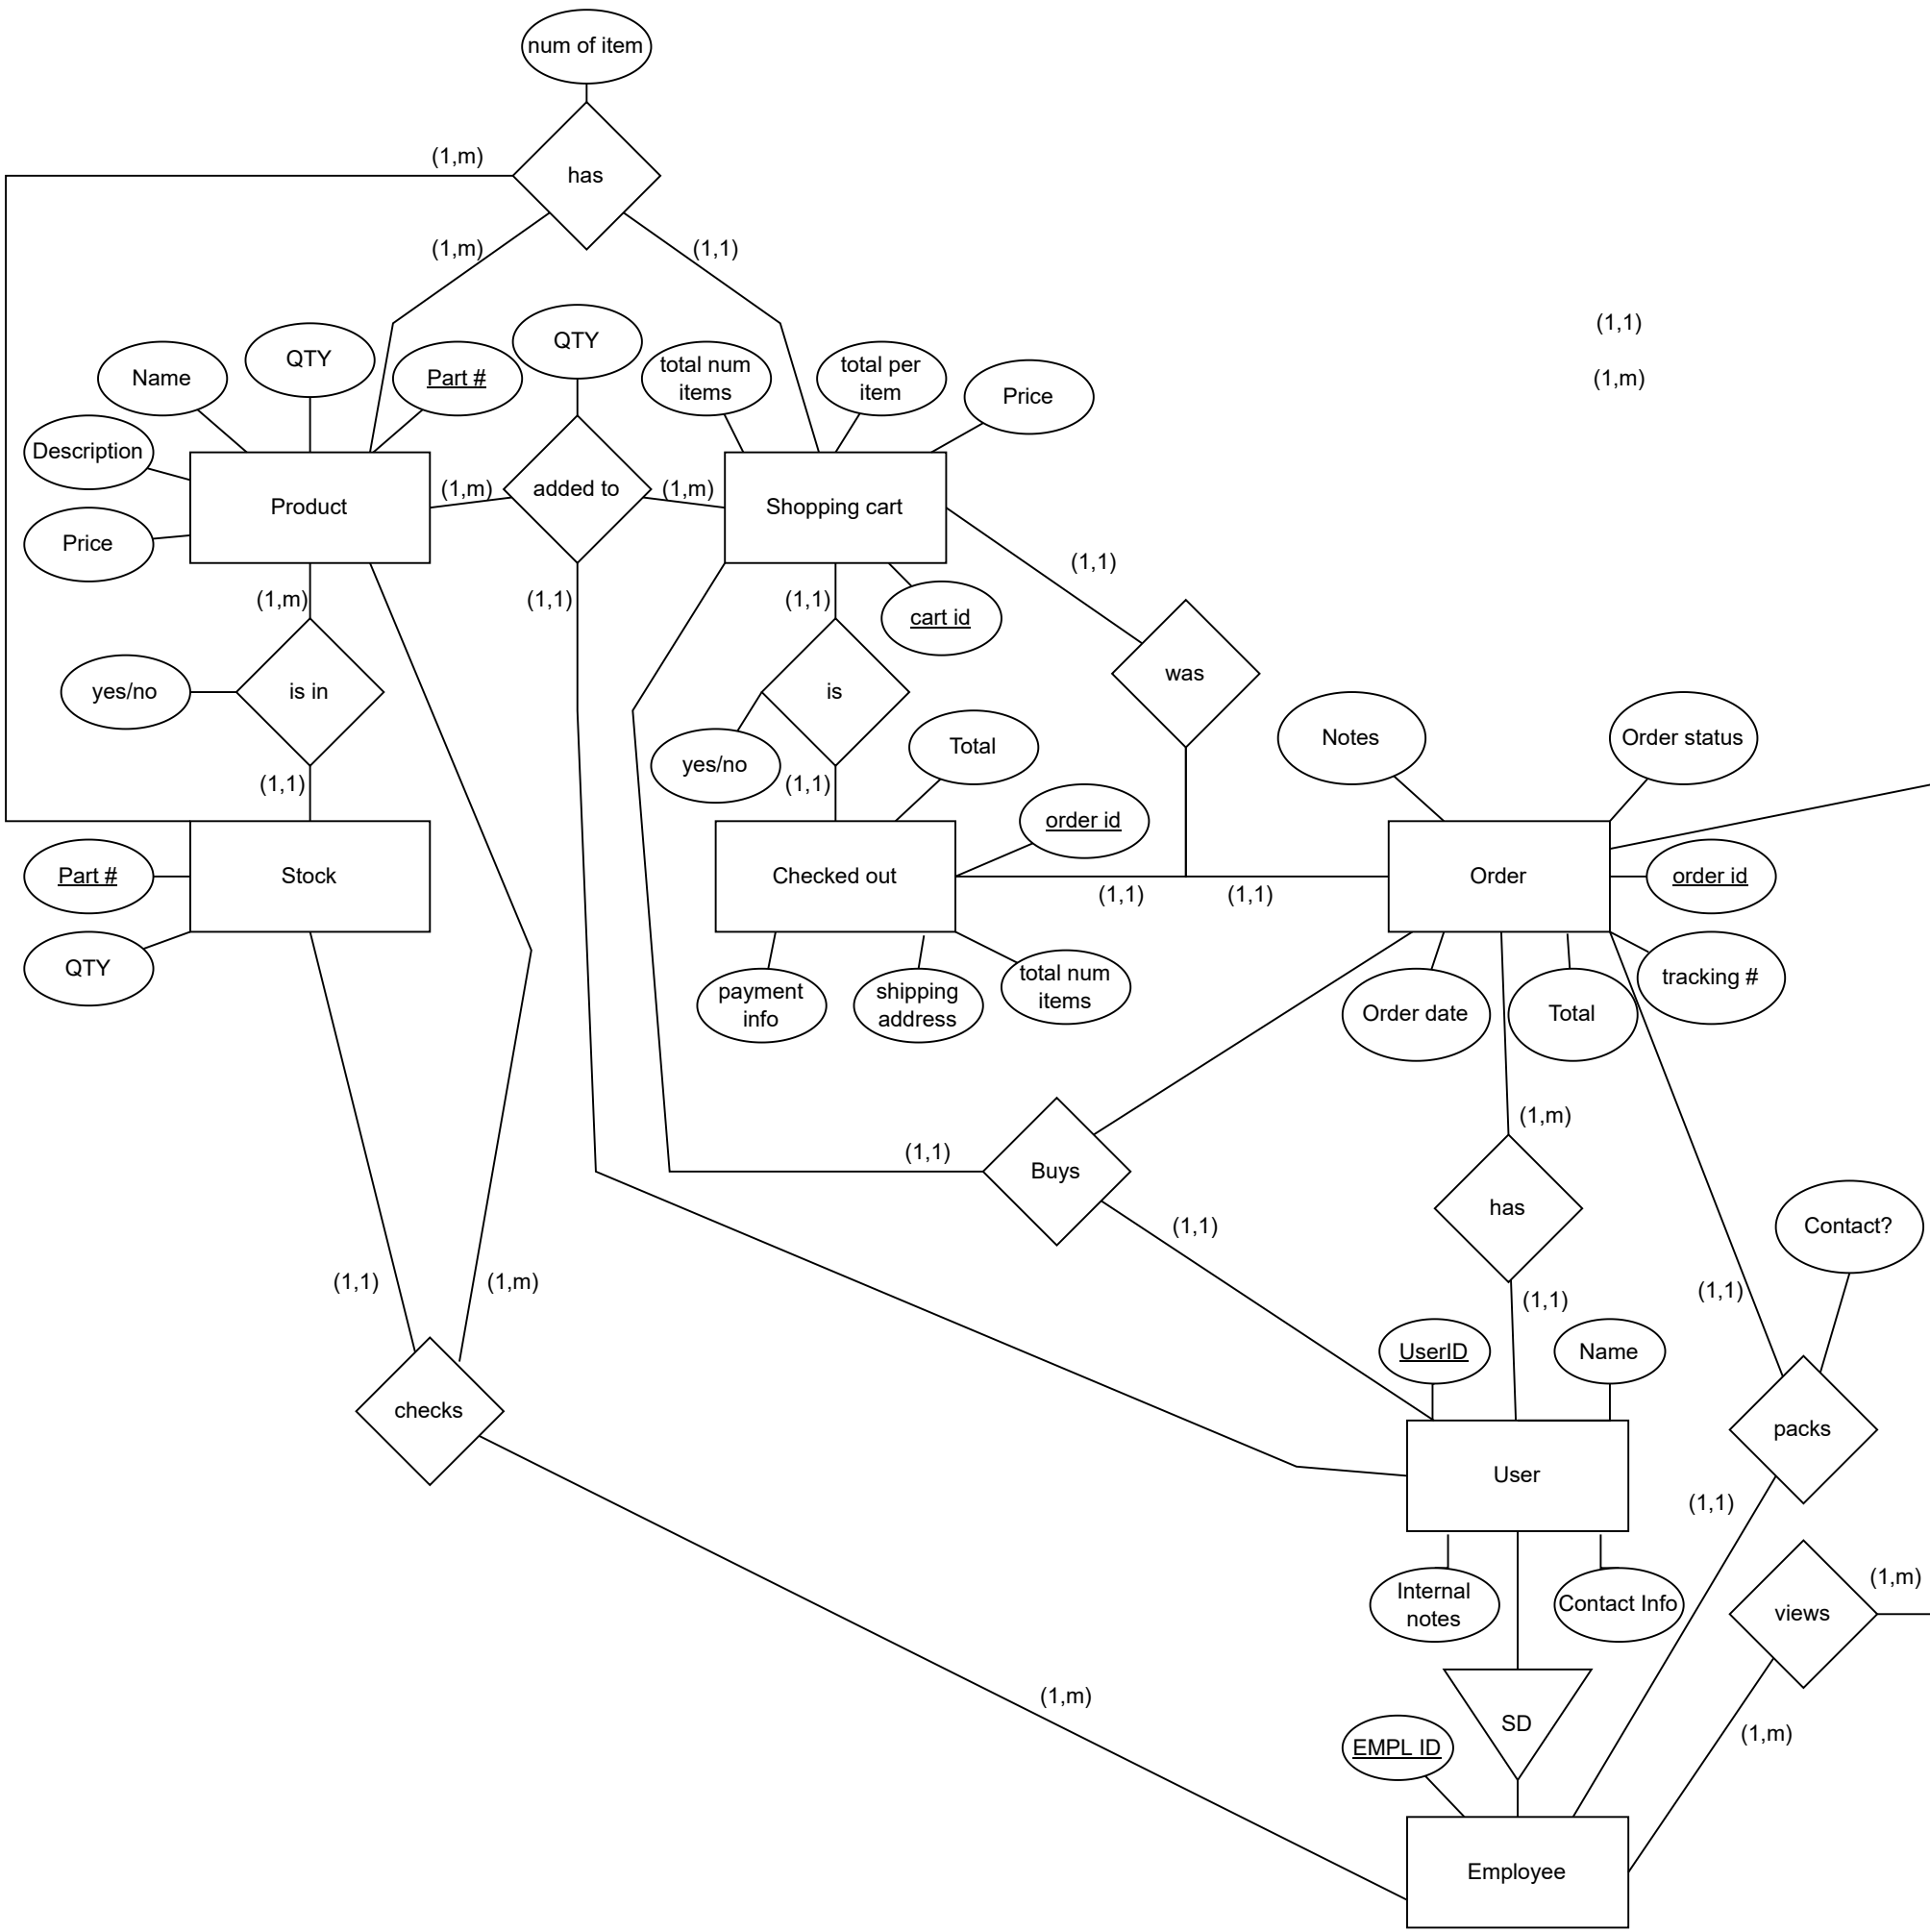 num of item
(1,m)
has
(1,m)
(1,1)
(1,1)
(1,m)
QTY
QTY
Name
Part #
total num
items
total per
item
Price
Description
Product
(1,m)
added to
(1,m)
Shopping cart
Price
(1,1)
(1,m)
(1,1)
(1,1)
cart id
yes/no
is in
is
was
yes/no
Total
Notes
Order status
(1,1)
(1,1)
order id
Part #
Stock
Checked out
(1,1)
(1,1)
Order
order id
QTY
payment
info
shipping
address
total num
items
Order date
Total
tracking #
(1,m)
(1,1)
Buys
has
(1,1)
Contact?
(1,1)
(1,m)
(1,1)
(1,1)
UserID
Name
checks
packs
User
(1,1)
Internal
notes
Contact Info
views
(1,m)
(1,m)
SD
(1,m)
EMPL ID
Employee